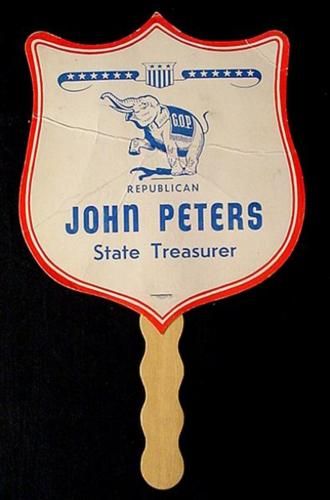 G.O.P.
REPUBLICAN
JOHN PETERS
State Treasurer